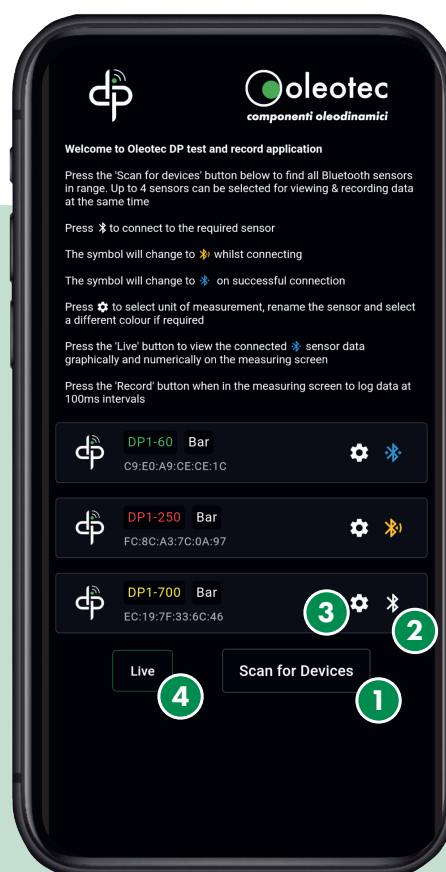 dp
oleotec
componenti oleodinamici
Welcome to Oleotec DP test and record application
Press the 'Scan for devices' button below to find all Bluetooth sensors
in range. Up to 4 sensors can be selected for viewing & recording data
at the same time
Press to connect to the required sensor
The symbol will change to whilst connecting
The symbol will change to on successful connection
Press to select unit of measurement, rename the sensor and select
a different colour if required
Press the 'Live' button to view the connected sensor data
graphically and numerically on the measuring screen
Press the 'Record' button when in the measuring screen to log data at
100ms intervals
dp DP1-60 Bar
C9:E0:A9:CE:CE:1C
dp DP1-250 Bar
FC:8C:A3:7C:0A:97
dp DP1-700 Bar
EC:19:7F:33:6C:46
3
2
Live
Scan for Devices
4
1